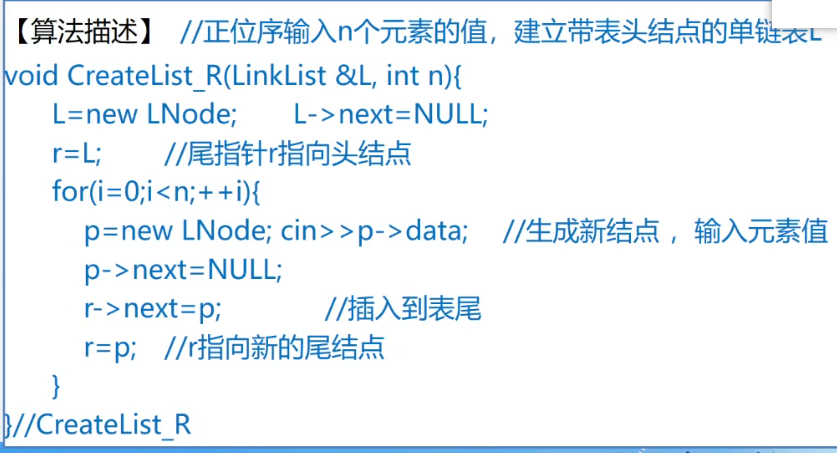 【算法描述】 //正位序输入n个元素的值，建立带表头结点的单链表L
void CreateList_R(LinkList &L, int n){
L=new LNode; L->next=NULL;
r=L; //尾指针r指向头结点
for(i=0;i<n;++i){
p=new LNode; cin>>p->data; //生成新结点 ，输入元素值
p->next=NULL;
r->next=p; //插入到表尾
r=p; //r指向新的尾结点
}
}//CreateList_R